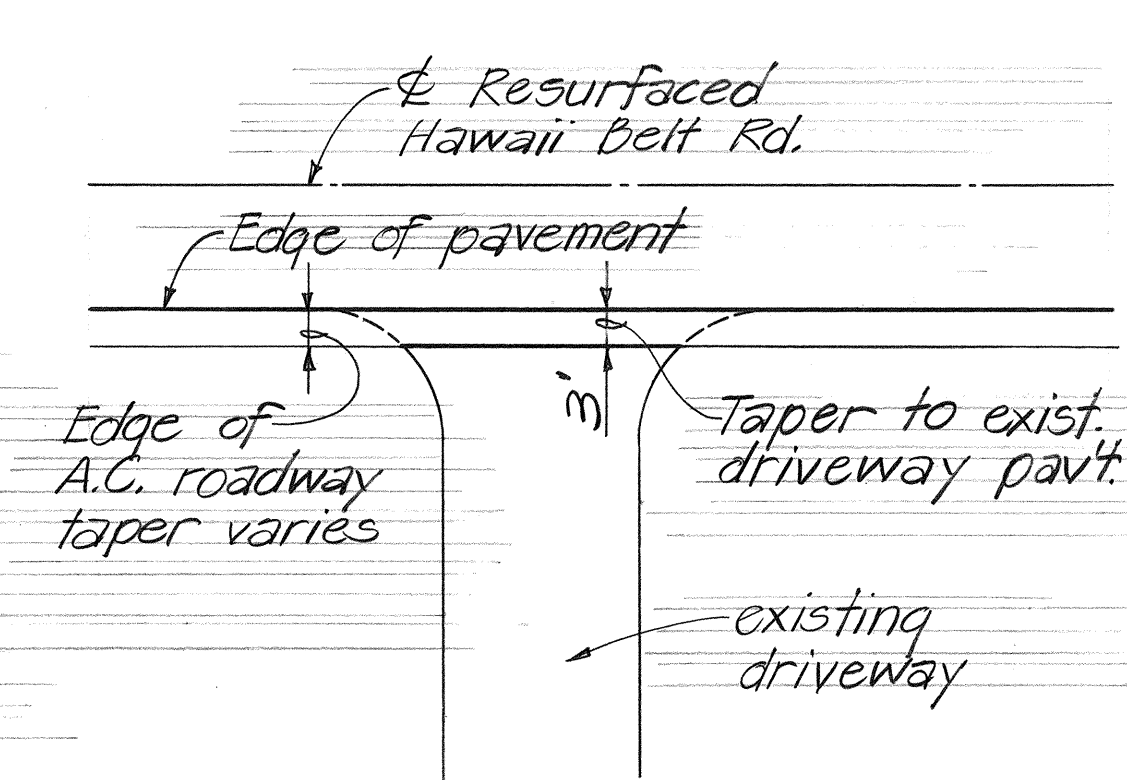 ℄ Resurfaced
Hawaii Belt Rd.
Edge of pavement
3'
Edge of
A.C. roadway
taper varies
Taper to exist.
driveway pav't.
existing
driveway